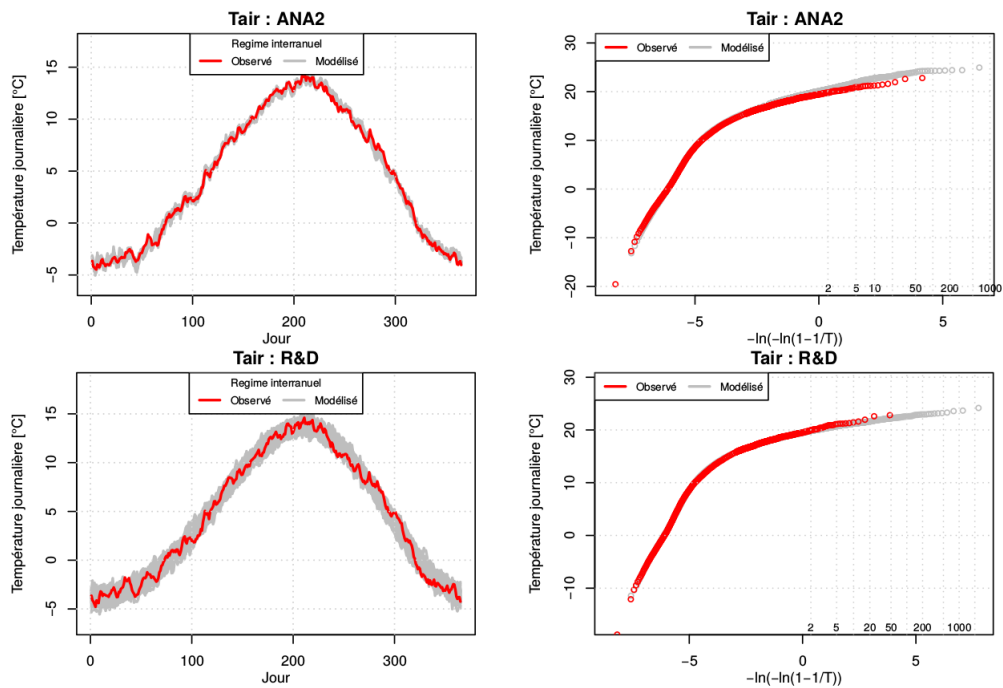 Tair : ANA2
Regime interranuel
Observé Modélisé
Température journalière [°C]
15
10
5
0
−5
0 100 200 300
Jour
Tair : ANA2
Observé Modélisé
Température journalière [°C]
30
20
10
0
−10
−20
2 5 10 50 200 1000
−5 0 5
−ln(−ln(1−1/T))
Tair : R&D
Regime interranuel
Observé Modélisé
Température journalière [°C]
15
10
5
0
−5
0 100 200 300
Jour
Tair : R&D
Observé Modélisé
Température journalière [°C]
30
20
10
0
−10
2 5 20 50 200 1000
−5 0 5
−ln(−ln(1−1/T))